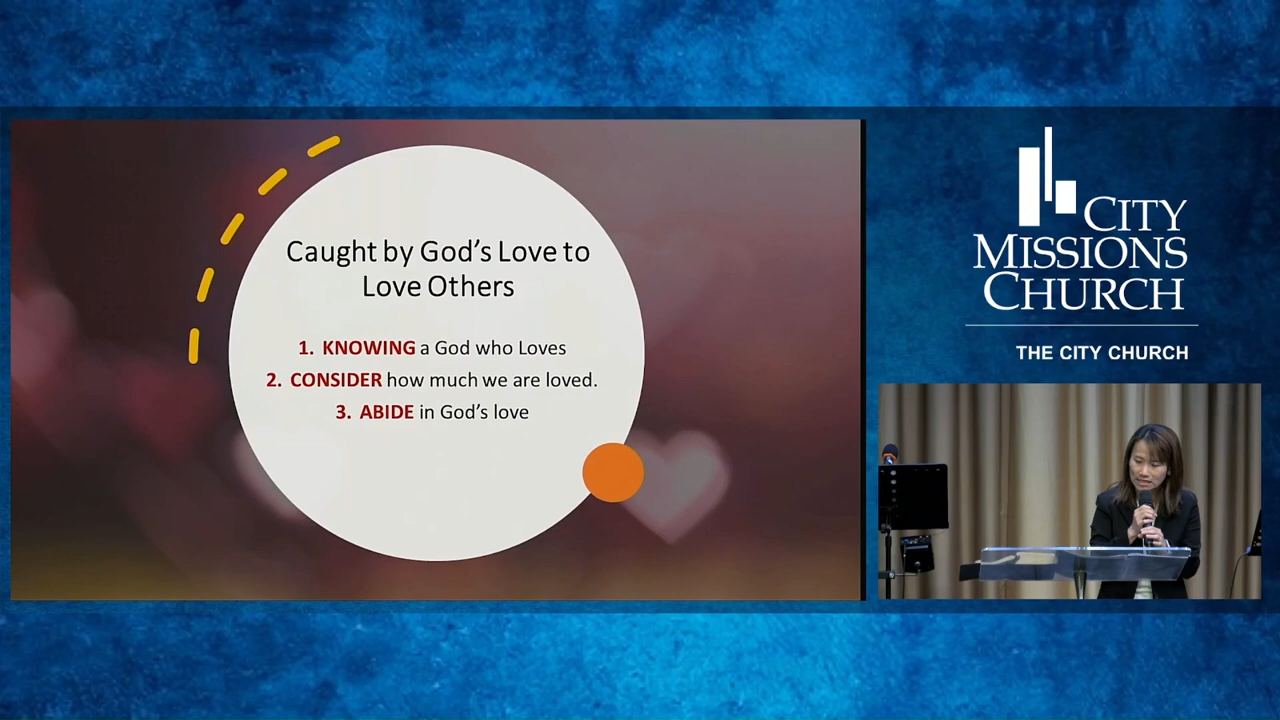 Caught by God's Love to
Love Others
1. KNOWING a God who Loves
2. CONSIDER how much we are loved.
3. ABIDE in God's love
CITY
MISSIONS
CHURCH
THE CITY CHURCH